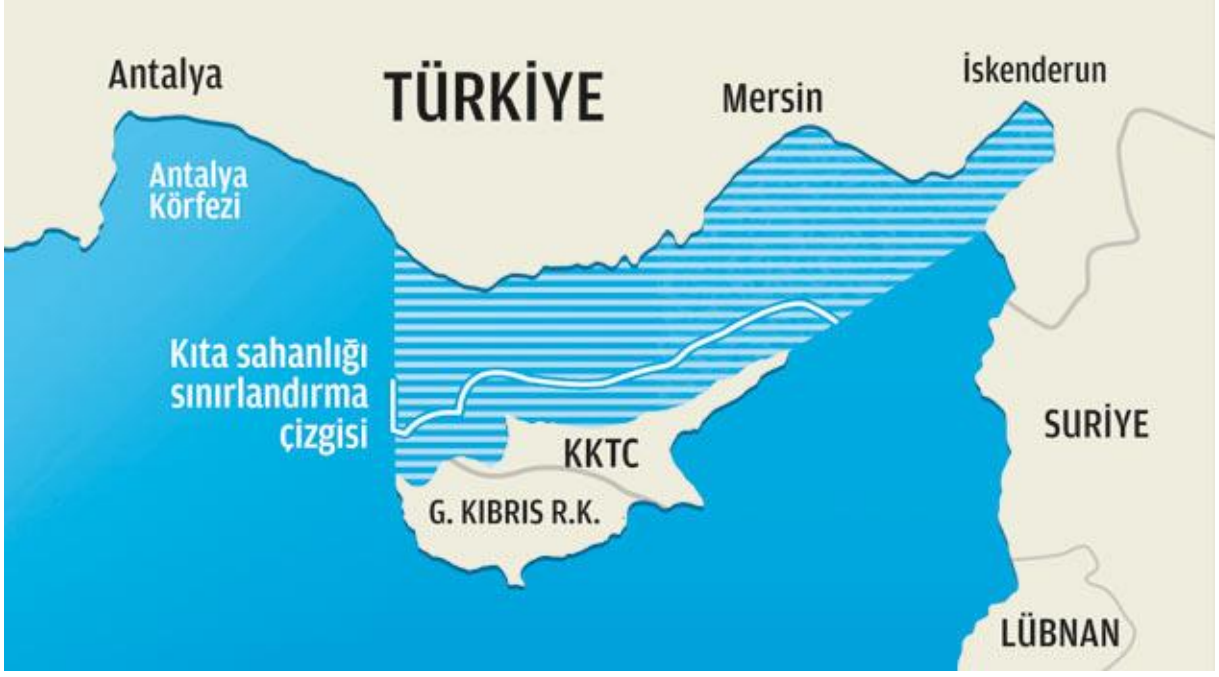 Antalya
TÜRKİYE
Mersin
İskenderun
Antalya
Körfezi
Kıta sahanlığı
sınırlandırma
çizgisi
KKTC
SURİYE
G. KIBRIS R.K.
LÜBNAN